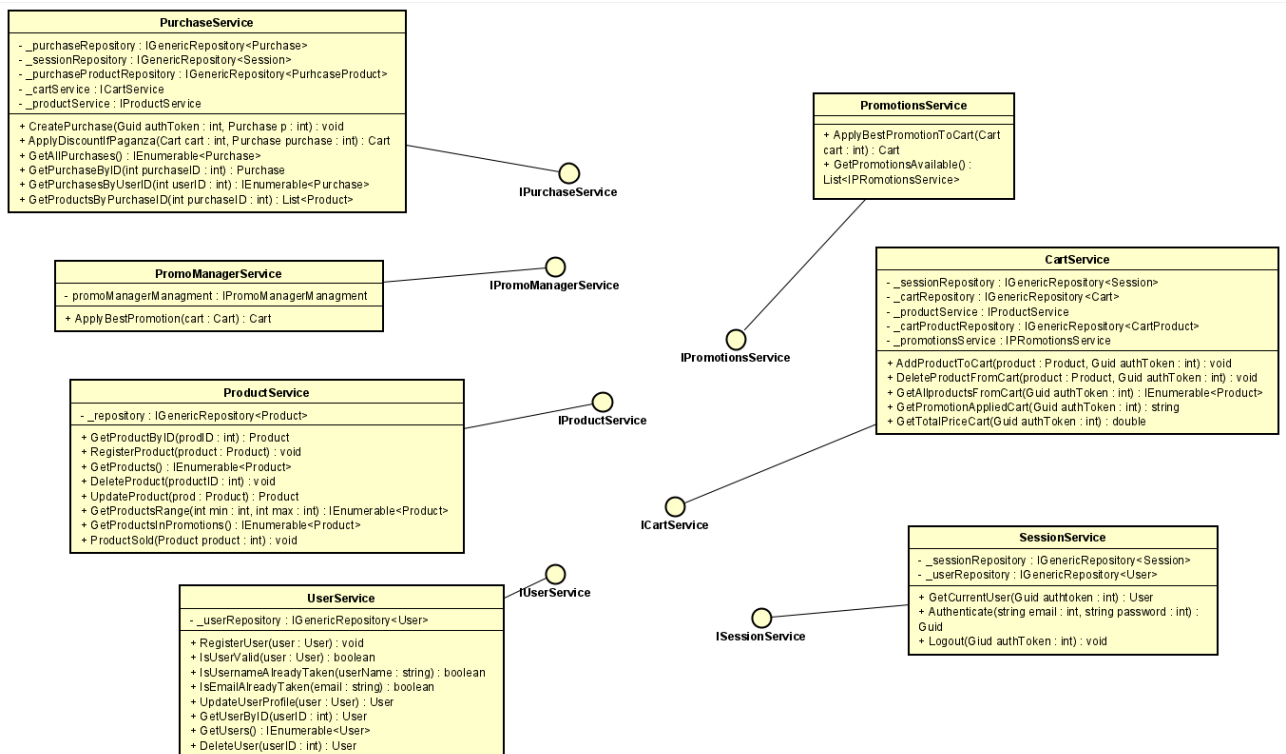 PurchaseService
- _purchaseRepository : IGenericRepository<Purchase>
- _sessionRepository : IGenericRepository<Session>
- _purchaseProductRepository : IGenericRepository<PurhcaseProduct>
- _cartService : ICartService
- _productService : IProductService
+ CreatePurchase(Guid authToken : int, Purchase p : int) : void
+ ApplyDiscountIfPaganza(Cart cart : int, Purchase purchase : int) : Cart
+ GetAllPurchases() : IEnumerable<Purchase>
+ GetPurchaseByID(int purchaseID : int) : Purchase
+ GetPurchasesByUserID(int userID : int) : IEnumerable<Purchase>
+ GetProductsByPurchaseID(int purchaseID : int) : List<Product>
IPurchaseService
PromotionsService
+ ApplyBestPromotionToCart(Cart
cart : int) : Cart
+ GetPromotionsAvailable() :
List<IPRomotionsService>
IPromotionsService
PromoManagerService
- promoManagerManagment : IPromoManagerManagment
+ ApplyBestPromotion(cart : Cart) : Cart
IPromoManagerService
CartService
- _sessionRepository : IGenericRepository<Session>
- _cartRepository : IGenericRepository<Cart>
- _productService : IProductService
- _cartProductRepository : IGenericRepository<CartProduct>
- _promotionsService : IPRomotionsService
+ AddProductToCart(product : Product, Guid authToken : int) : void
+ DeleteProductFromCart(product : Product, Guid authToken : int) : void
+ GetAllproductsFromCart(Guid authToken : int) : IEnumerable<Product>
+ GetPromotionAppliedCart(Guid authToken : int) : string
+ GetTotalPriceCart(Guid authToken : int) : double
ICartService
ProductService
- _repository : IGenericRepository<Product>
+ GetProductByID(prodID : int) : Product
+ RegisterProduct(product : Product) : void
+ GetProducts() : IEnumerable<Product>
+ DeleteProduct(productID : int) : void
+ UpdateProduct(prod : Product) : Product
+ GetProductsRange(int min : int, int max : int) : IEnumerable<Product>
+ GetProductsInPromotions() : IEnumerable<Product>
+ ProductSold(Product product : int) : void
IProductService
SessionService
- _sessionRepository : IGenericRepository<Session>
- _userRepository : IGenericRepository<User>
+ GetCurrentUser(Guid authtoken : int) : User
+ Authenticate(string email : int, string password : int) :
Guid
+ Logout(Giud authToken : int) : void
ISessionService
UserService
- _userRepository : IGenericRepository<User>
+ RegisterUser(user : User) : void
+ IsUserValid(user : User) : boolean
+ IsUsernameAlreadyTaken(userName : string) : boolean
+ IsEmailAlreadyTaken(email : string) : boolean
+ UpdateUserProfile(user : User) : User
+ GetUserByID(userID : int) : User
+ GetUsers() : IEnumerable<User>
+ DeleteUser(userID : int) : User
IUserService